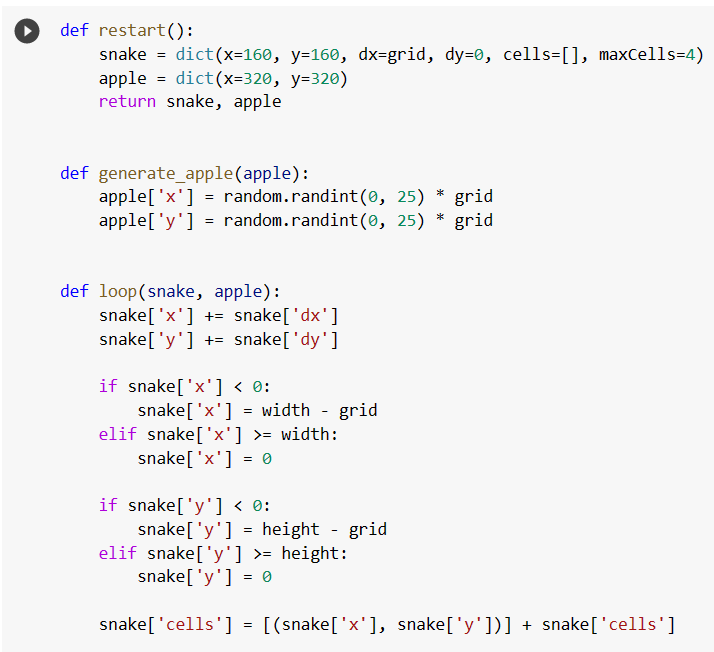 def restart():
    snake = dict(x=160, y=160, dx=grid, dy=0, cells=[], maxCells=4)
    apple = dict(x=320, y=320)
    return snake, apple
def generate_apple(apple):
    apple['x'] = random.randint(0, 25) * grid
    apple['y'] = random.randint(0, 25) * grid
def loop(snake, apple):
    snake['x'] += snake['dx']
    snake['y'] += snake['dy']
    if snake['x'] < 0:
        snake['x'] = width - grid
    elif snake['x'] >= width:
        snake['x'] = 0
    if snake['y'] < 0:
        snake['y'] = height - grid
    elif snake['y'] >= height:
        snake['y'] = 0
    snake['cells'] = [(snake['x'], snake['y'])] + snake['cells']